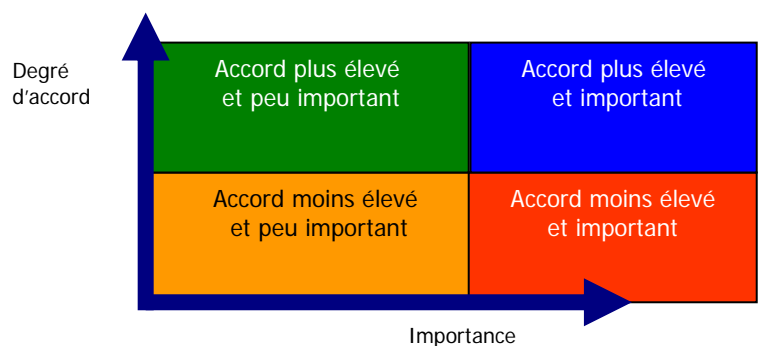 Degré
d'accord
Accord plus élevé
et peu important
Accord plus élevé
et important
Accord moins élevé
et peu important
Accord moins élevé
et important
Importance